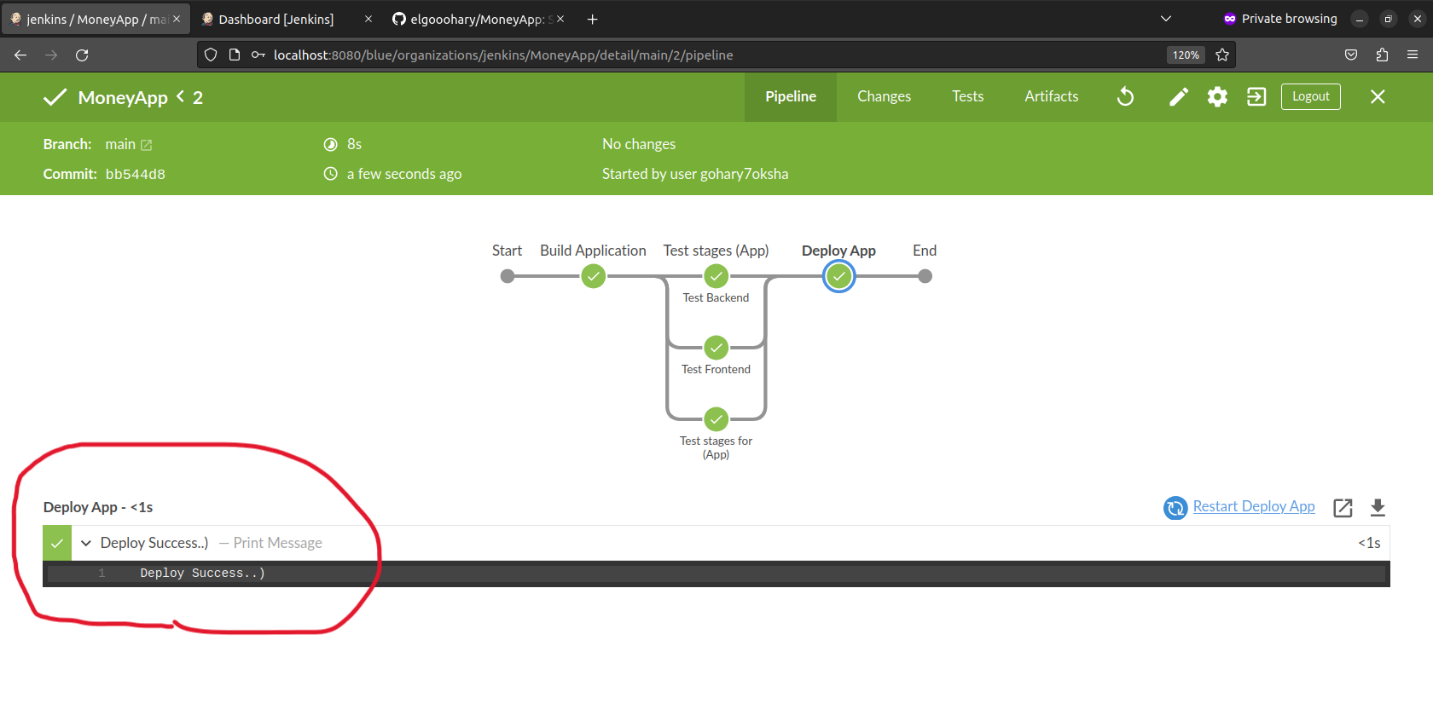 jenkins / MoneyApp / ma
Dashboard [Jenkins]
elgooohary/MoneyApp: S
Private browsing
localhost:8080/blue/organizations/jenkins/MoneyApp/detail/main/2/pipeline
120%
MoneyApp < 2
Pipeline
Changes
Tests
Artifacts
Logout
Branch: main
8s
No changes
Commit: bb544d8
a few seconds ago
Started by user gohary7oksha
Start
Build Application
Test stages (App)
Deploy App
End
Test Backend
Test Frontend
Test stages for
(App)
Deploy App - <1s
Restart Deploy App
Deploy Success..) — Print Message
<1s
1 Deploy Success..)